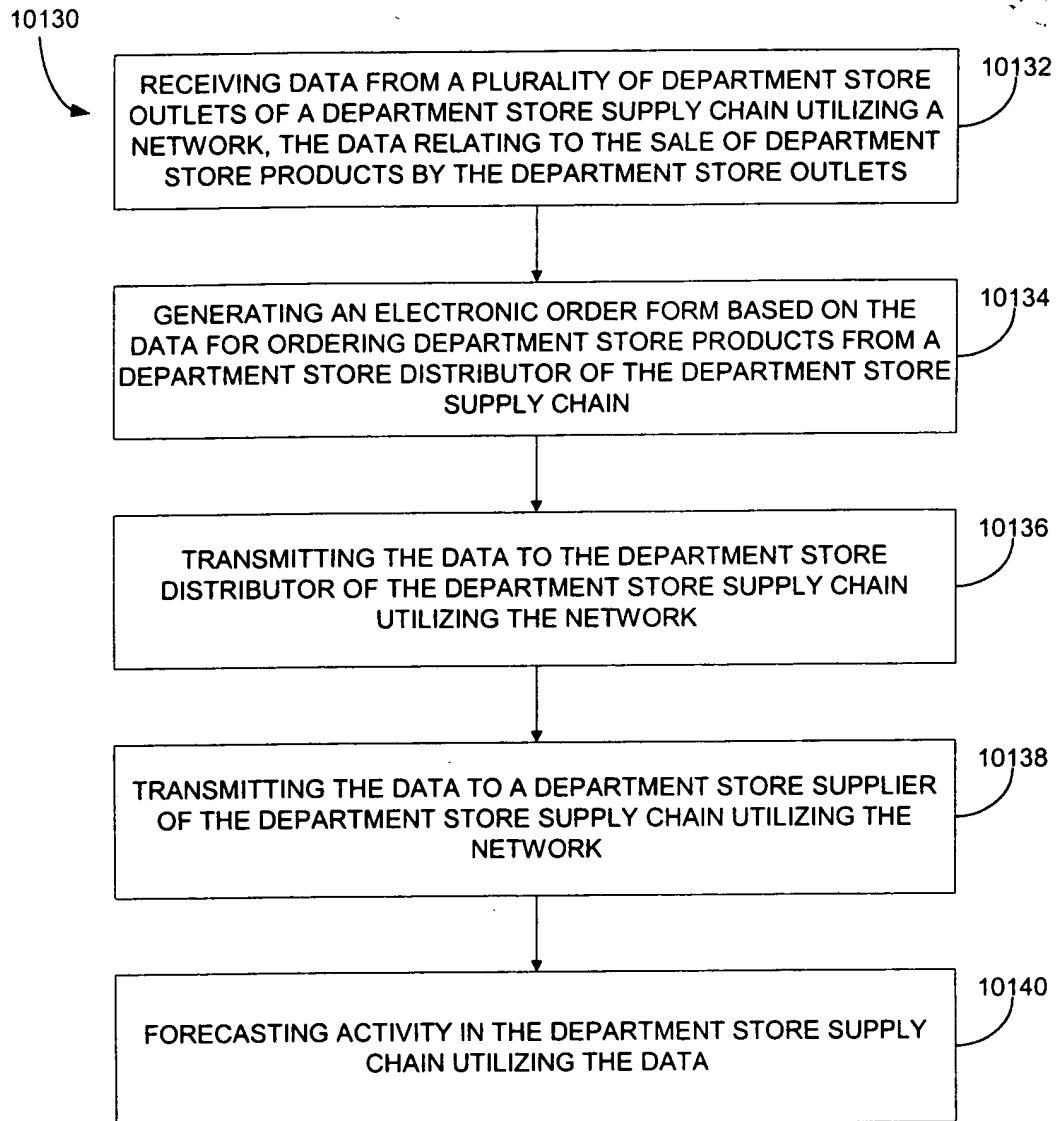 10130
RECEIVING DATA FROM A PLURALITY OF DEPARTMENT STORE
OUTLETS OF A DEPARTMENT STORE SUPPLY CHAIN UTILIZING A
NETWORK, THE DATA RELATING TO THE SALE OF DEPARTMENT
STORE PRODUCTS BY THE DEPARTMENT STORE OUTLETS
10132
GENERATING AN ELECTRONIC ORDER FORM BASED ON THE
DATA FOR ORDERING DEPARTMENT STORE PRODUCTS FROM A
DEPARTMENT STORE DISTRIBUTOR OF THE DEPARTMENT STORE
SUPPLY CHAIN
10134
TRANSMITTING THE DATA TO THE DEPARTMENT STORE
DISTRIBUTOR OF THE DEPARTMENT STORE SUPPLY CHAIN
UTILIZING THE NETWORK
10136
TRANSMITTING THE DATA TO A DEPARTMENT STORE SUPPLIER
OF THE DEPARTMENT STORE SUPPLY CHAIN UTILIZING THE
NETWORK
10138
FORECASTING ACTIVITY IN THE DEPARTMENT STORE SUPPLY
CHAIN UTILIZING THE DATA
10140